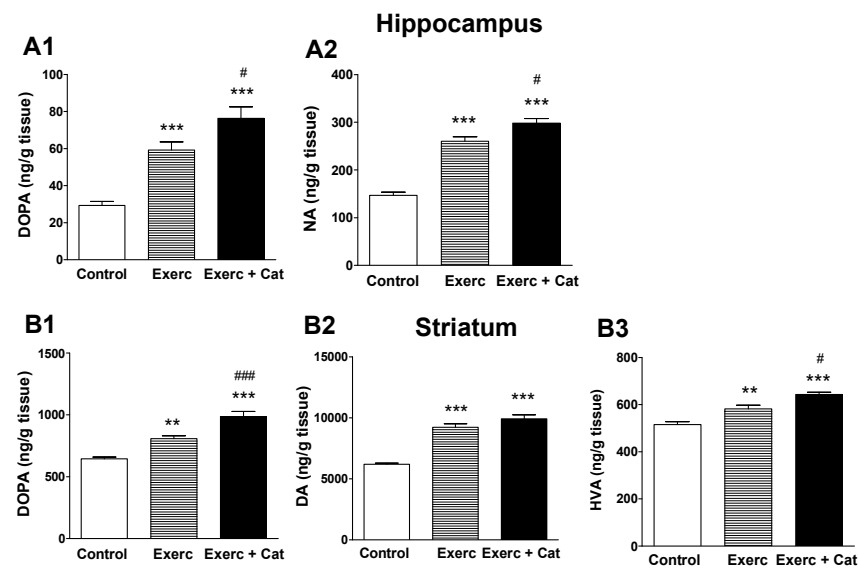 Hippocampus
A1
DOPA (ng/g tissue)
100
80
60
40
20
0
***
#
***
Control Exerc Exerc + Cat
A2
NA (ng/g tissue)
400
300
200
100
0
***
#
***
Control Exerc Exerc + Cat
Striatum
B1
DOPA (ng/g tissue)
1500
1000
500
0
**
###
***
Control Exerc Exerc + Cat
B2
DA (ng/g tissue)
15000
10000
5000
0
***
***
Control Exerc Exerc + Cat
B3
HVA (ng/g tissue)
800
600
400
200
0
**
#
***
Control Exerc Exerc + Cat